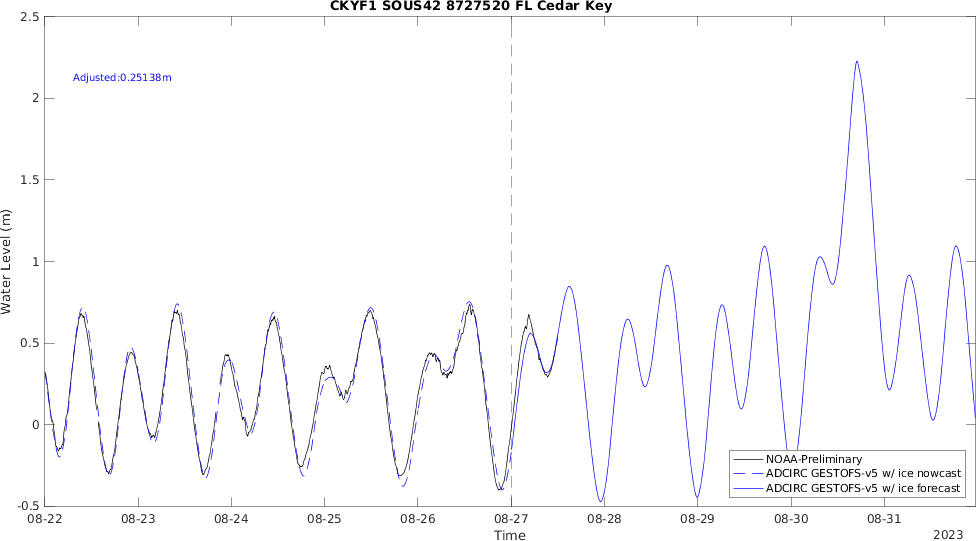 CKYF1 SOUS42 8727520 FL Cedar Key
Adjusted:0.25138m
Water Level (m)
2.5
2
1.5
1
0.5
0
-0.5
08-22 08-23 08-24 08-25 08-26 08-27 08-28 08-29 08-30 08-31
Time
2023
NOAA-Preliminary
ADCIRC GESTOFS-v5 w/ ice nowcast
ADCIRC GESTOFS-v5 w/ ice forecast